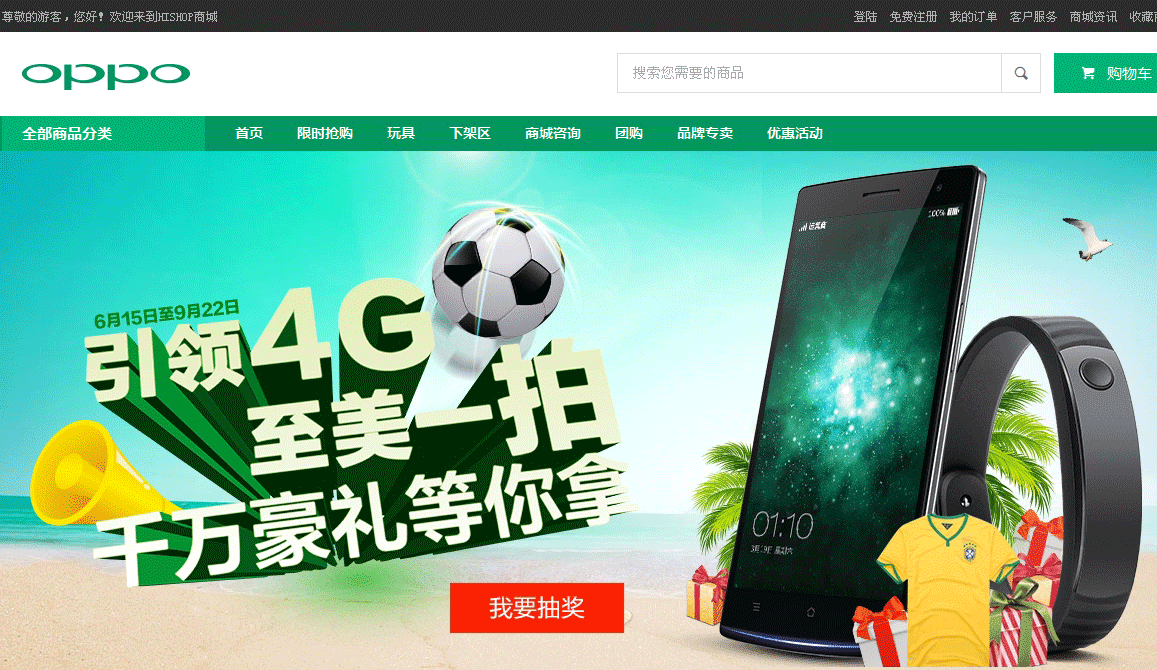 尊敬的游客，您好！欢迎来到HISHOP商城
登陆 免费注册 我的订单 客户服务 商城资讯 收藏
oppo
搜索您需要的商品
购物车
全部商品分类 首页 限时抢购 玩具 下架区 商城咨询 团购 品牌专卖 优惠活动
100%
6月15日至9月22日
引领4G
至美一拍
千万豪礼等你拿
01:10
我要抽奖